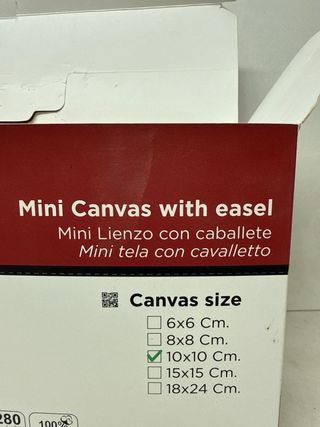 Mini Canvas with easel
Mini Lienzo con caballete
Mini tela con cavalletto
Canvas size
6x6 Cm.
8x8 Cm.
10x10 Cm.
15x15 Cm.
18x24 Cm.
280
100%